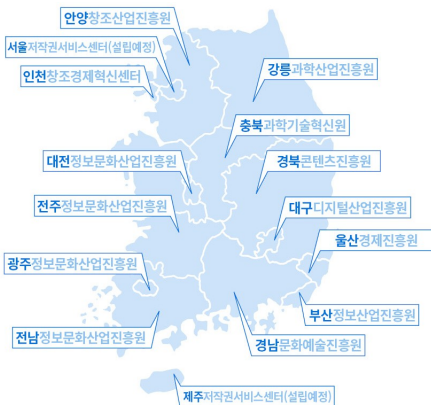 안양창조산업진흥원
서울저작권서비스센터(설립예정)
인천창조경제혁신센터
강릉과학산업진흥원
충북과학기술혁신원
대전정보문화산업진흥원
경북콘텐츠진흥원
전주정보문화산업진흥원
대구디지털산업진흥원
울산경제진흥원
광주정보문화산업진흥원
부산정보산업진흥원
전남정보문화산업진흥원
경남문화예술진흥원
제주저작권서비스센터(설립예정)